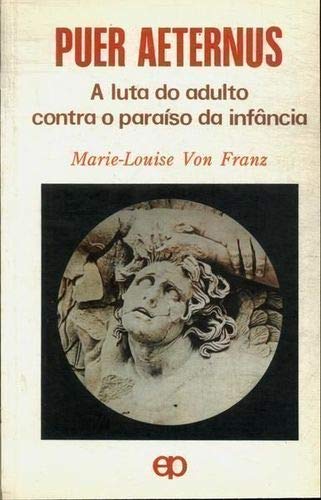 PUER AETERNUS
A luta do adulto
contra o paraíso da infância
Marie-Louise Von Franz
ep